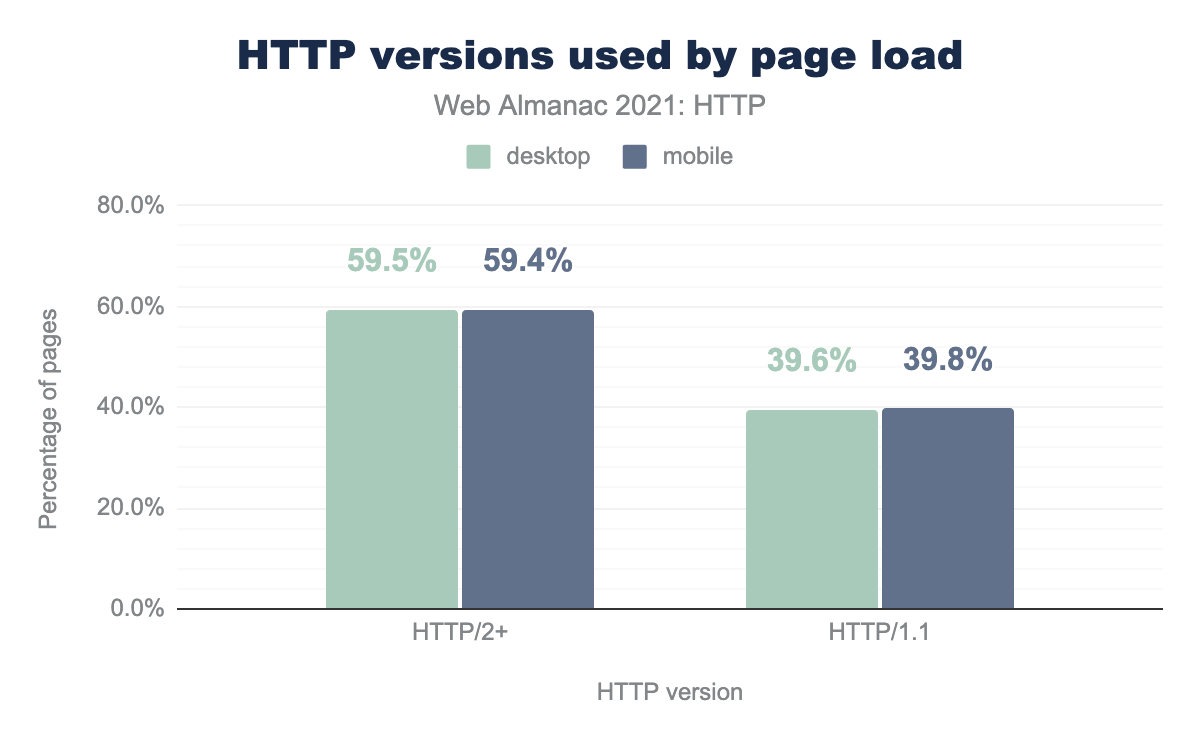 HTTP versions used by page load
Web Almanac 2021: HTTP
desktop mobile
80.0%
59.5% 59.4%
60.0%
39.6% 39.8%
40.0%
20.0%
0.0%
Percentage of pages
HTTP/2+ HTTP/1.1
HTTP version